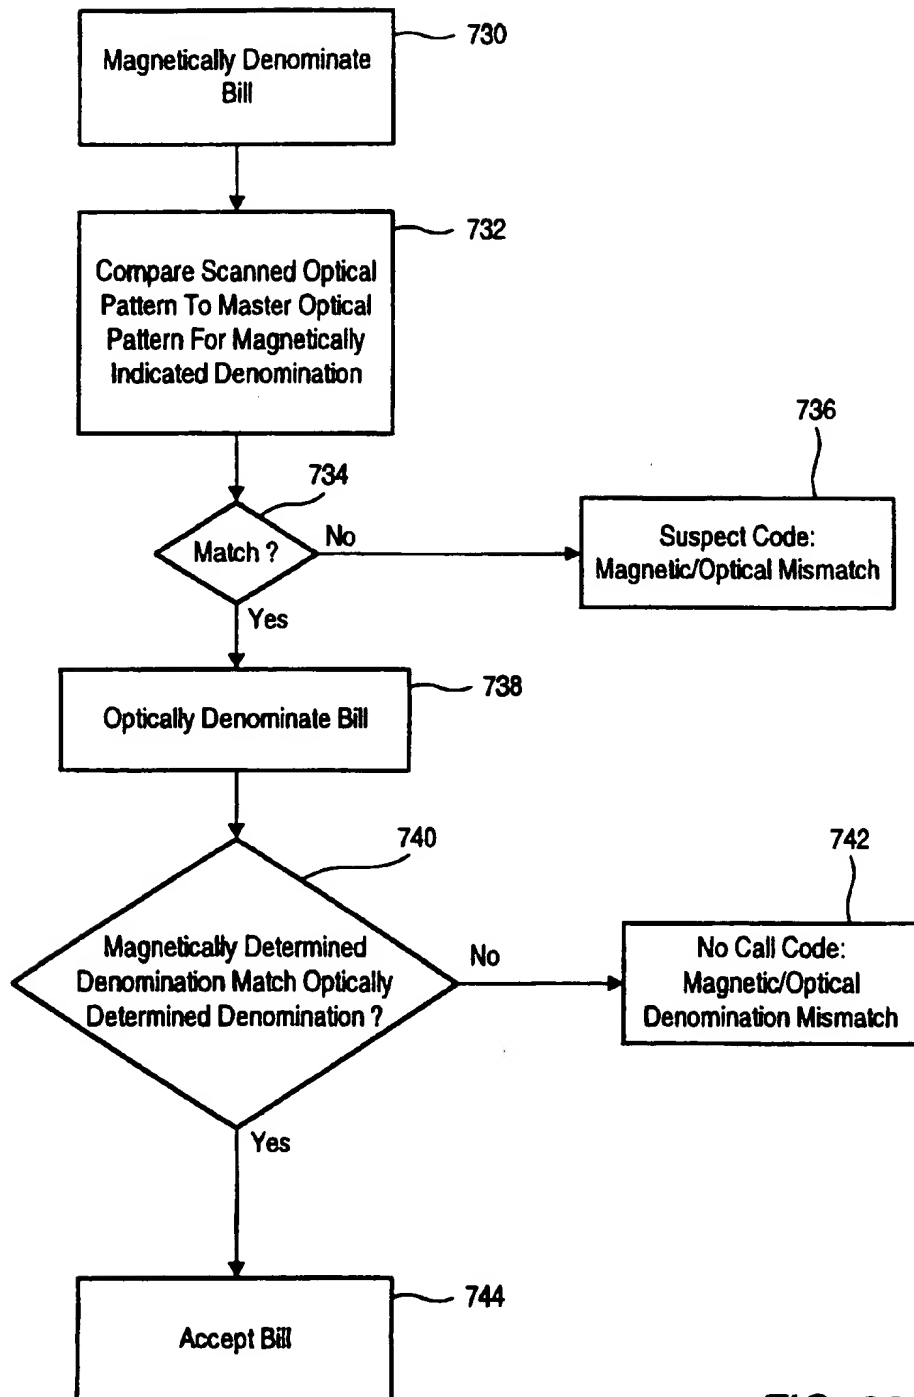 730
Magnetically Denominate
Bill
732
Compare Scanned Optical
Pattern To Master Optical
Pattern For Magnetically
Indicated Denomination
734
Match ?
No
736
Suspect Code:
Magnetic/Optical Mismatch
Yes
738
Optically Denominate Bill
740
Magnetically Determined
Denomination Match Optically
Determined Denomination ?
No
742
No Call Code:
Magnetic/Optical
Denomination Mismatch
Yes
744
Accept Bill